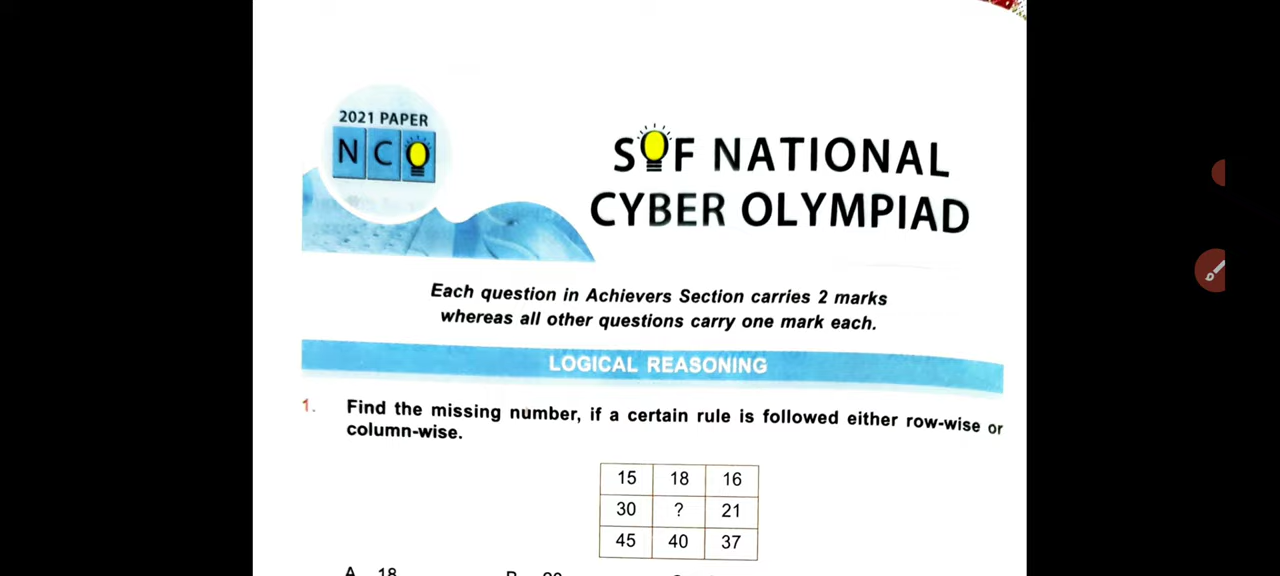 2021 PAPER
NCO
SOF NATIONAL
CYBER OLYMPIAD
Each question in Achievers Section carries 2 marks
whereas all other questions carry one mark each.
LOGICAL REASONING
1. Find the missing number, if a certain rule is followed either row-wise or
column-wise.
15 18 16
30 ? 21
45 40 37
A 18